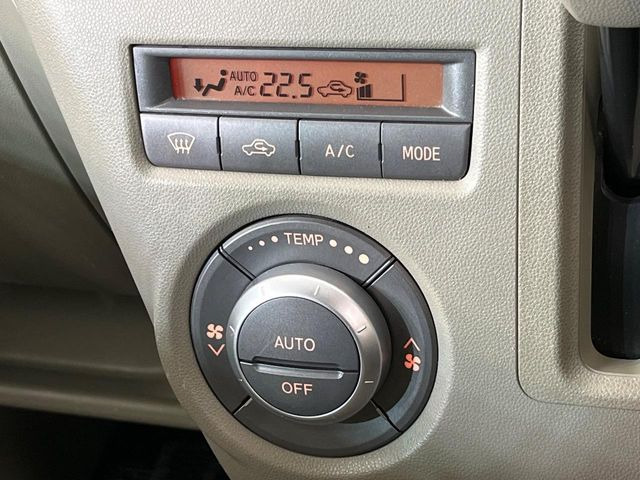 AUTO
A/C 22.5
A/C MODE
TEMP
AUTO
OFF